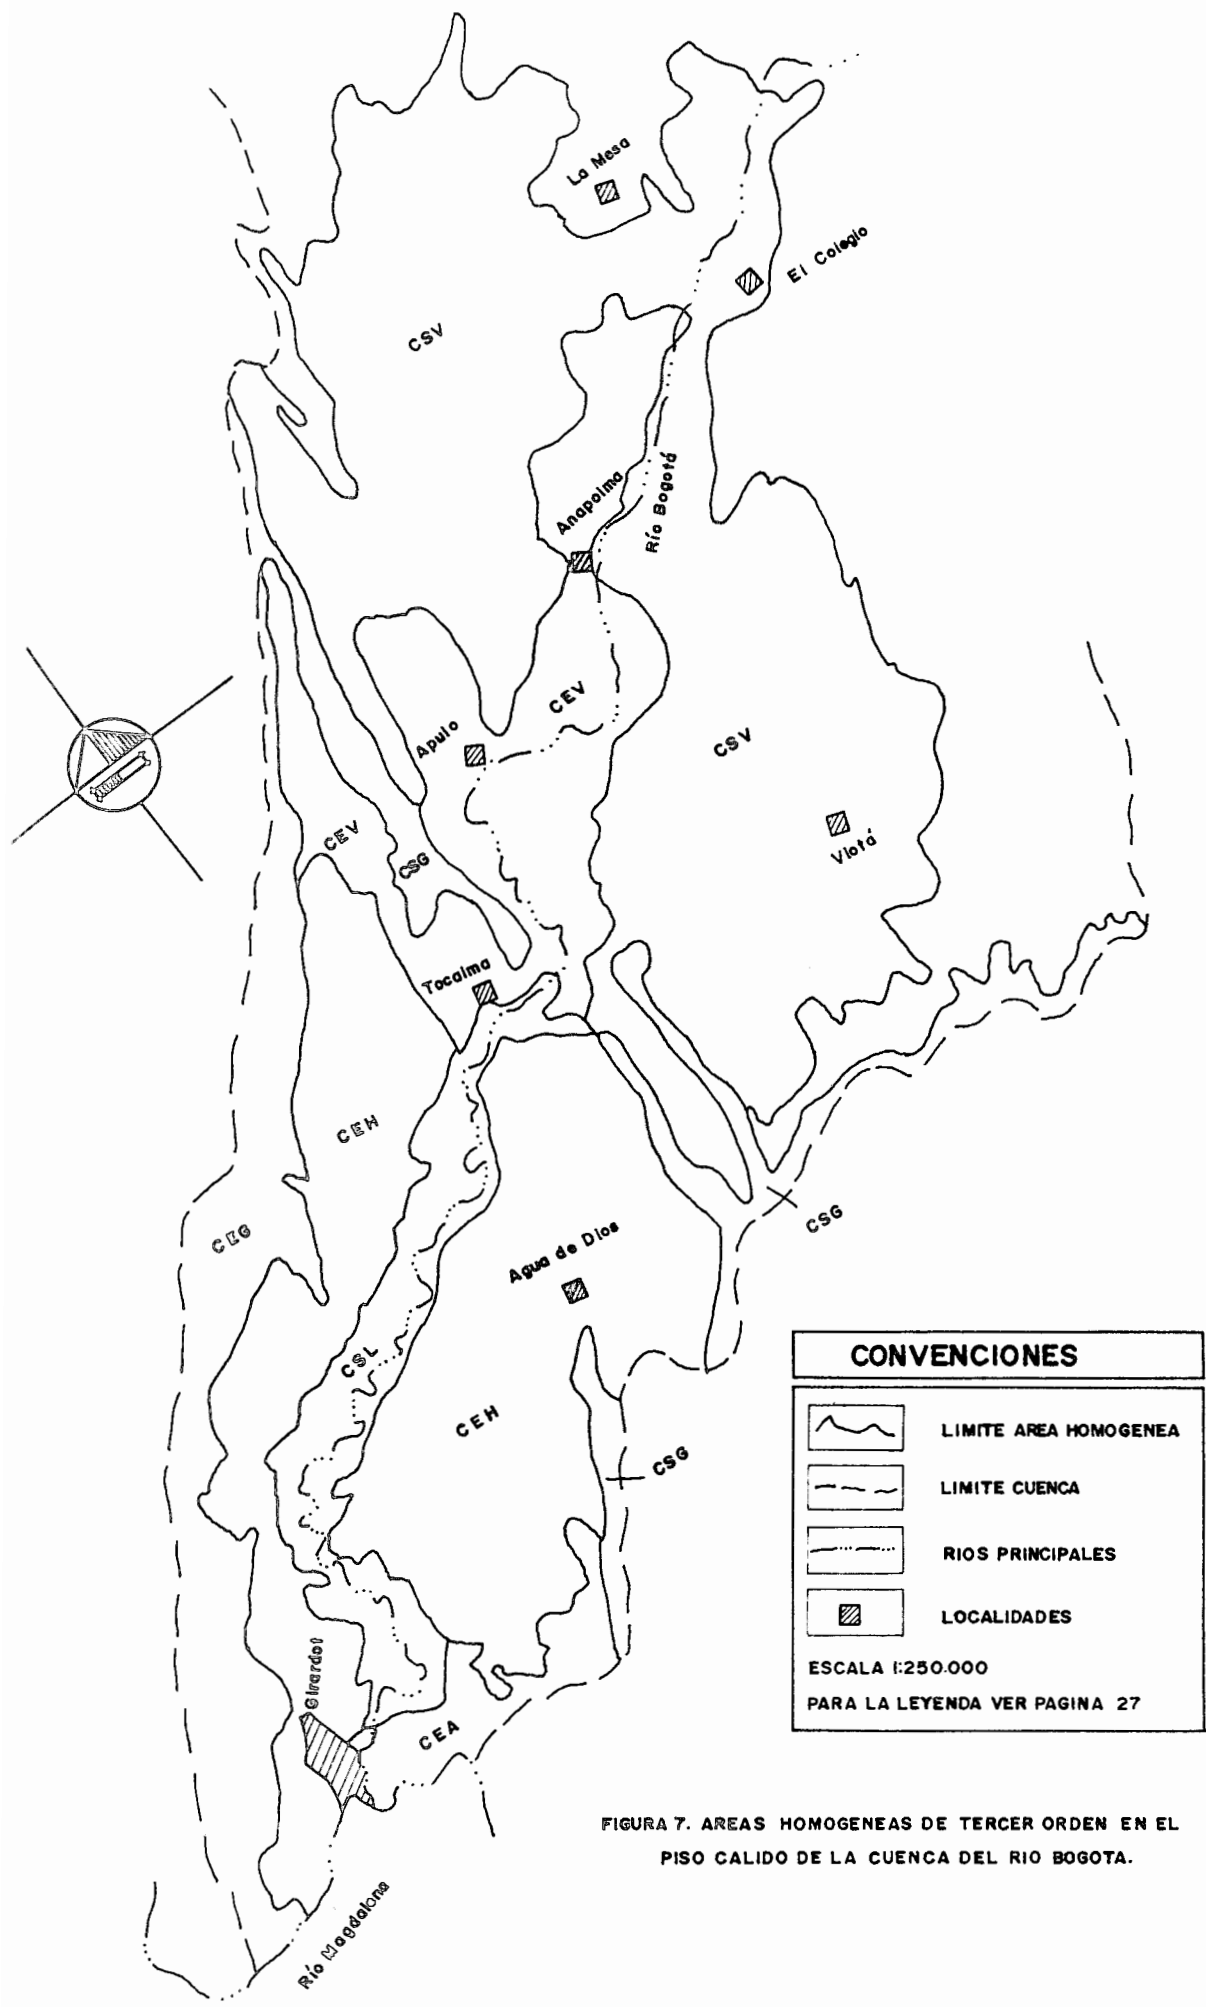 La Mesa
El Colegio
CSV
Anapoima
Río Bogotá
CEV
Apulo
CSV
Viotá
CEV
CSG
Tocaima
CEH
CSG
CEG
Agua de Dios
CSL
CEH
CSG
Girardot
CEA
Río Magdalena
CONVENCIONES
LIMITE AREA HOMOGENEA
LIMITE CUENCA
RIOS PRINCIPALES
LOCALIDADES
ESCALA 1:250.000
PARA LA LEYENDA VER PAGINA 27
FIGURA 7. AREAS HOMOGENEAS DE TERCER ORDEN EN EL
PISO CALIDO DE LA CUENCA DEL RIO BOGOTA.